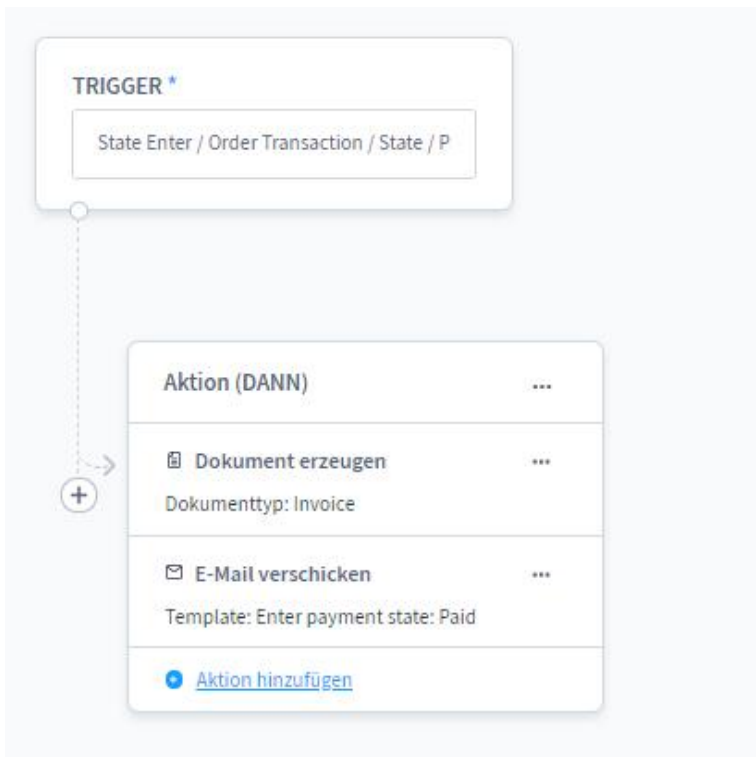 TRIGGER *
State Enter / Order Transaction / State / P
Aktion (DANN)
Dokument erzeugen
Dokumenttyp: Invoice
E-Mail verschicken
Template: Enter payment state: Paid
Aktion hinzufügen